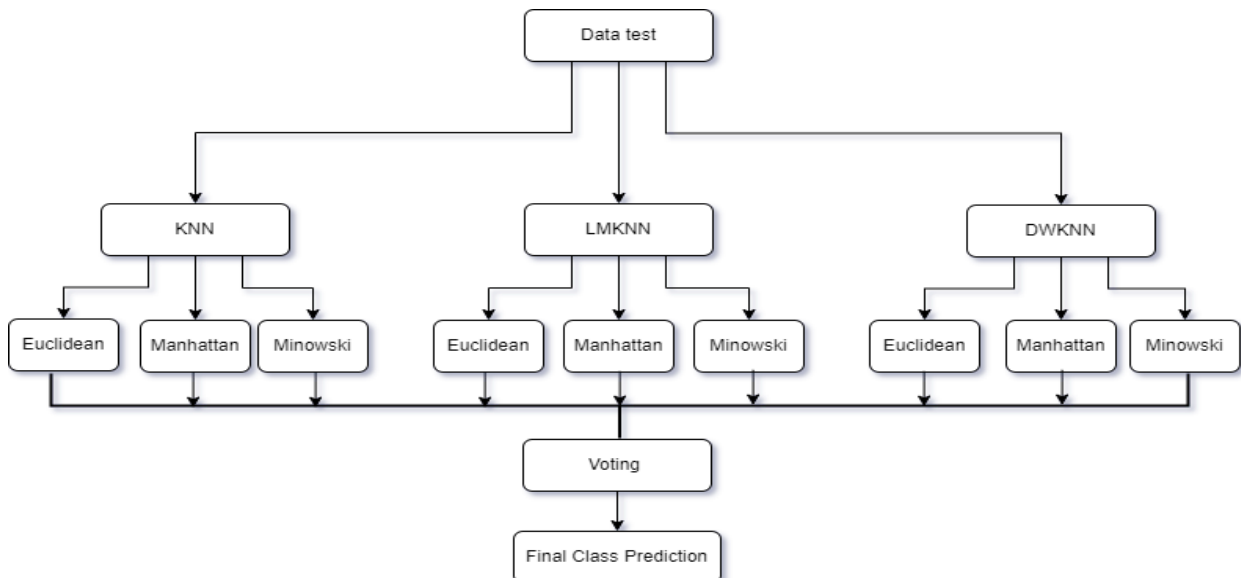 Data test
KNN
LMKNN
DWKNN
Euclidean
Manhattan
Minowski
Euclidean
Manhattan
Minowski
Euclidean
Manhattan
Minowski
Voting
Final Class Prediction